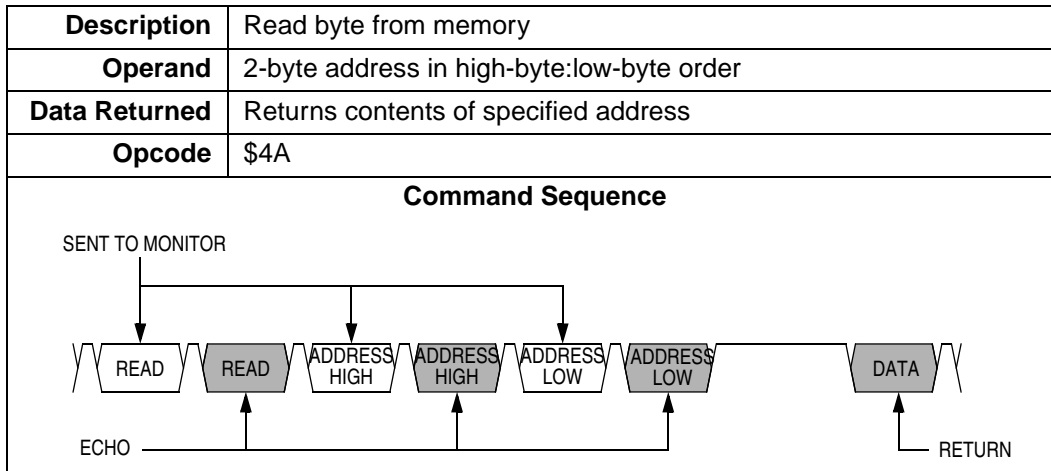 Description Read byte from memory
Operand 2-byte address in high-byte:low-byte order
Data Returned Returns contents of specified address
Opcode $4A
Command Sequence
SENT TO MONITOR
READ READ ADDRESS HIGH ADDRESS HIGH ADDRESS LOW ADDRESS LOW DATA
ECHO RETURN